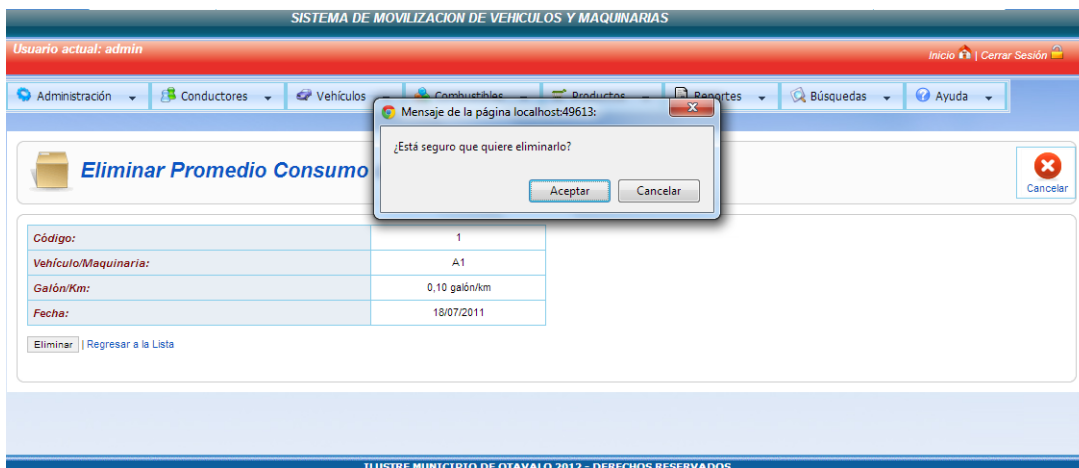 SISTEMA DE MOVILIZACION DE VEHICULOS Y MAQUINARIAS
Usuario actual: admin
Inicio | Cerrar Sesión
Administración Conductores Vehículos Combustibles Productos Reportes Búsquedas Ayuda
Mensaje de la página localhost:49613:
¿Está seguro que quiere eliminarlo?
Aceptar Cancelar
Eliminar Promedio Consumo
Cancelar
Código: 1
Vehículo/Maquinaria: A1
Galón/Km: 0,10 galón/km
Fecha: 18/07/2011
Eliminar | Regresar a la Lista
ILUSTRE MUNICIPIO DE OTAVALO 2012 - DERECHOS RESERVADOS